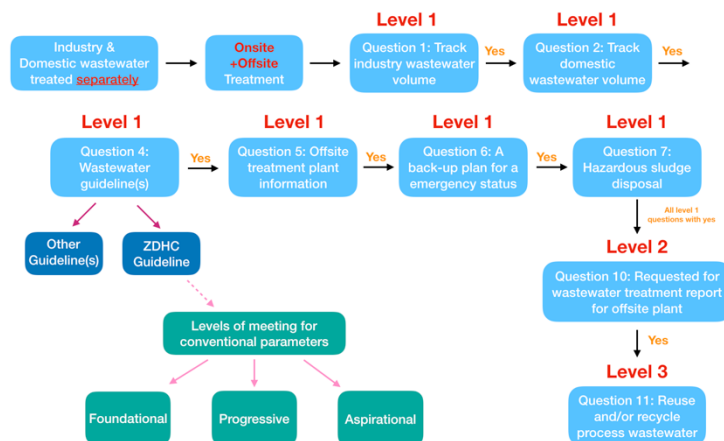 Level 1
Level 1
Industry &
Domestic wastewater
treated separately
Onsite
+Offsite
Treatment
Question 1: Track
industry wastewater
volume
Yes
Question 2: Track
domestic
wastewater volume
Yes
Level 1
Level 1
Level 1
Level 1
Question 4:
Wastewater
guideline(s)
Yes
Question 5: Offsite
treatment plant
information
Yes
Question 6: A
back-up plan for a
emergency status
Yes
Question 7:
Hazardous sludge
disposal
All level 1
questions with yes
Other
Guideline(s)
ZDHC
Guideline
Level 2
Question 10: Requested for
wastewater treatment report
for offsite plant
Levels of meeting for
conventional parameters
Yes
Level 3
Foundational
Progressive
Aspirational
Question 11: Reuse
and/or recycle
process wastewater